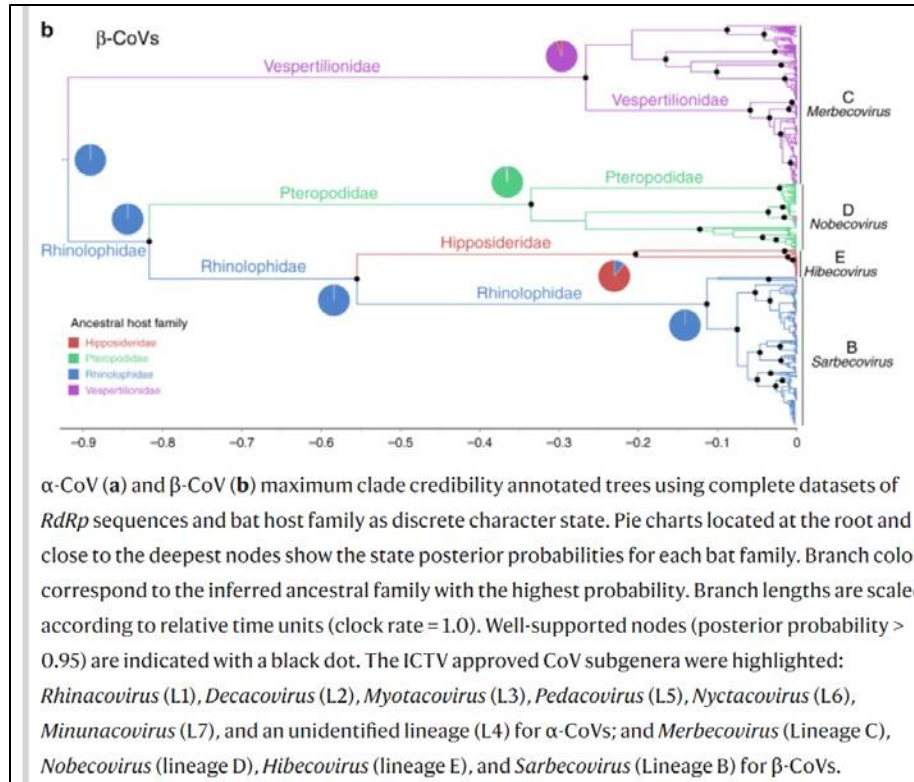 b
β-CoVs
Vespertilionidae
Vespertilionidae
C
Merbecovirus
Pteropodidae
Pteropodidae
D
Nobecovirus
Hipposideridae
E
Hibecovirus
Rhinolophidae
Rhinolophidae
Rhinolophidae
B
Sarbecovirus
Ancestral host family
Hipposideridae
Pteropodidae
Rhinolophidae
Vespertilionidae
−0.9 −0.8 −0.7 −0.6 −0.5 −0.4 −0.3 −0.2 −0.1 0
α-CoV (a) and β-CoV (b) maximum clade credibility annotated trees using complete datasets of
RdRp sequences and bat host family as discrete character state. Pie charts located at the root and
close to the deepest nodes show the state posterior probabilities for each bat family. Branch colo
correspond to the inferred ancestral family with the highest probability. Branch lengths are scale
according to relative time units (clock rate = 1.0). Well-supported nodes (posterior probability >
0.95) are indicated with a black dot. The ICTV approved CoV subgenera were highlighted:
Rhinacovirus (L1), Decacovirus (L2), Myotacovirus (L3), Pedacovirus (L5), Nyctacovirus (L6),
Minunacovirus (L7), and an unidentified lineage (L4) for α-CoVs; and Merbecovirus (Lineage C),
Nobecovirus (lineage D), Hibecovirus (lineage E), and Sarbecovirus (Lineage B) for β-CoVs.